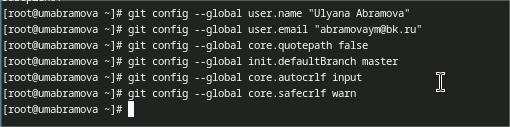 [root@umabramova ~]# git config --global user.name "Ulyana Abramova"
[root@umabramova ~]# git config --global user.email "abramovaym@bk.ru"
[root@umabramova ~]# git config --global core.quotepath false
[root@umabramova ~]# git config --global init.defaultBranch master
[root@umabramova ~]# git config --global core.autocrlf input
[root@umabramova ~]# git config --global core.safecrlf warn
[root@umabramova ~]#